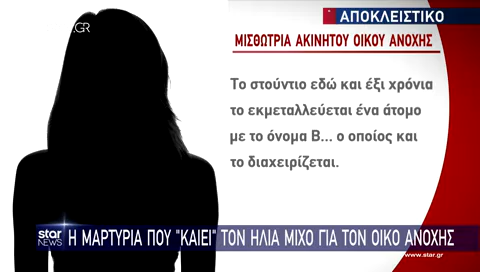 .GR
ΑΠΟΚΛΕΙΣΤΙΚΟ
ΜΙΣΘΩΤΡΙΑ ΑΚΙΝΗΤΟΥ ΟΙΚΟΥ ΑΝΟΧΗΣ
Το στούντιο εδώ και έξι χρόνια
το εκμεταλλεύεται ένα άτομο
με το όνομα Β... ο οποίος και
το διαχειρίζεται.
star
NEWS
Η ΜΑΡΤΥΡΙΑ ΠΟΥ "ΚΑΙΕΙ" ΤΟΝ ΗΛΙΑ ΜΙΧΟ ΓΙΑ ΤΟΝ ΟΙΚΟ ΑΝΟΧΗΣ
www.star.gr